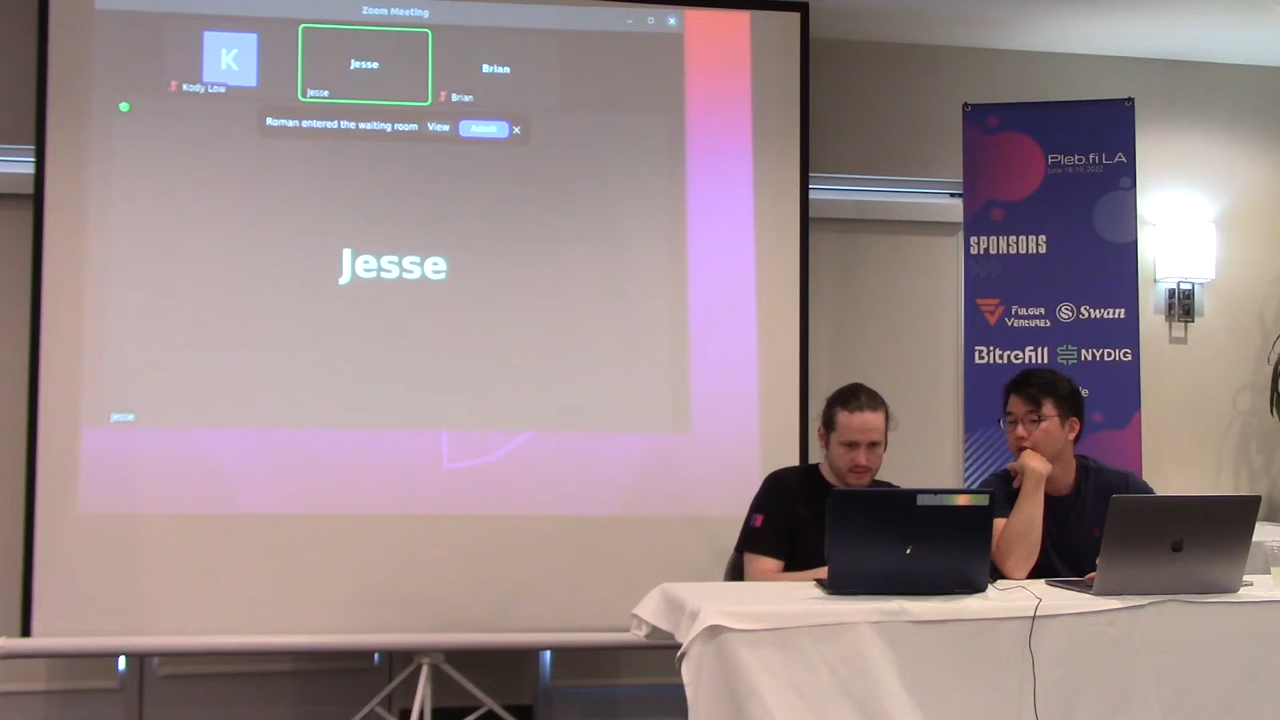 Zoom Meeting
K
Jesse
Brian
Kody Low
Jesse
Brian
Roman entered the waiting room View Admit
Jesse
Jesse
Pleb.fi LA
June 18-19, 2022
SPONSORS
FULGUR VENTURES
Swan
Bitrefill
NYDIG